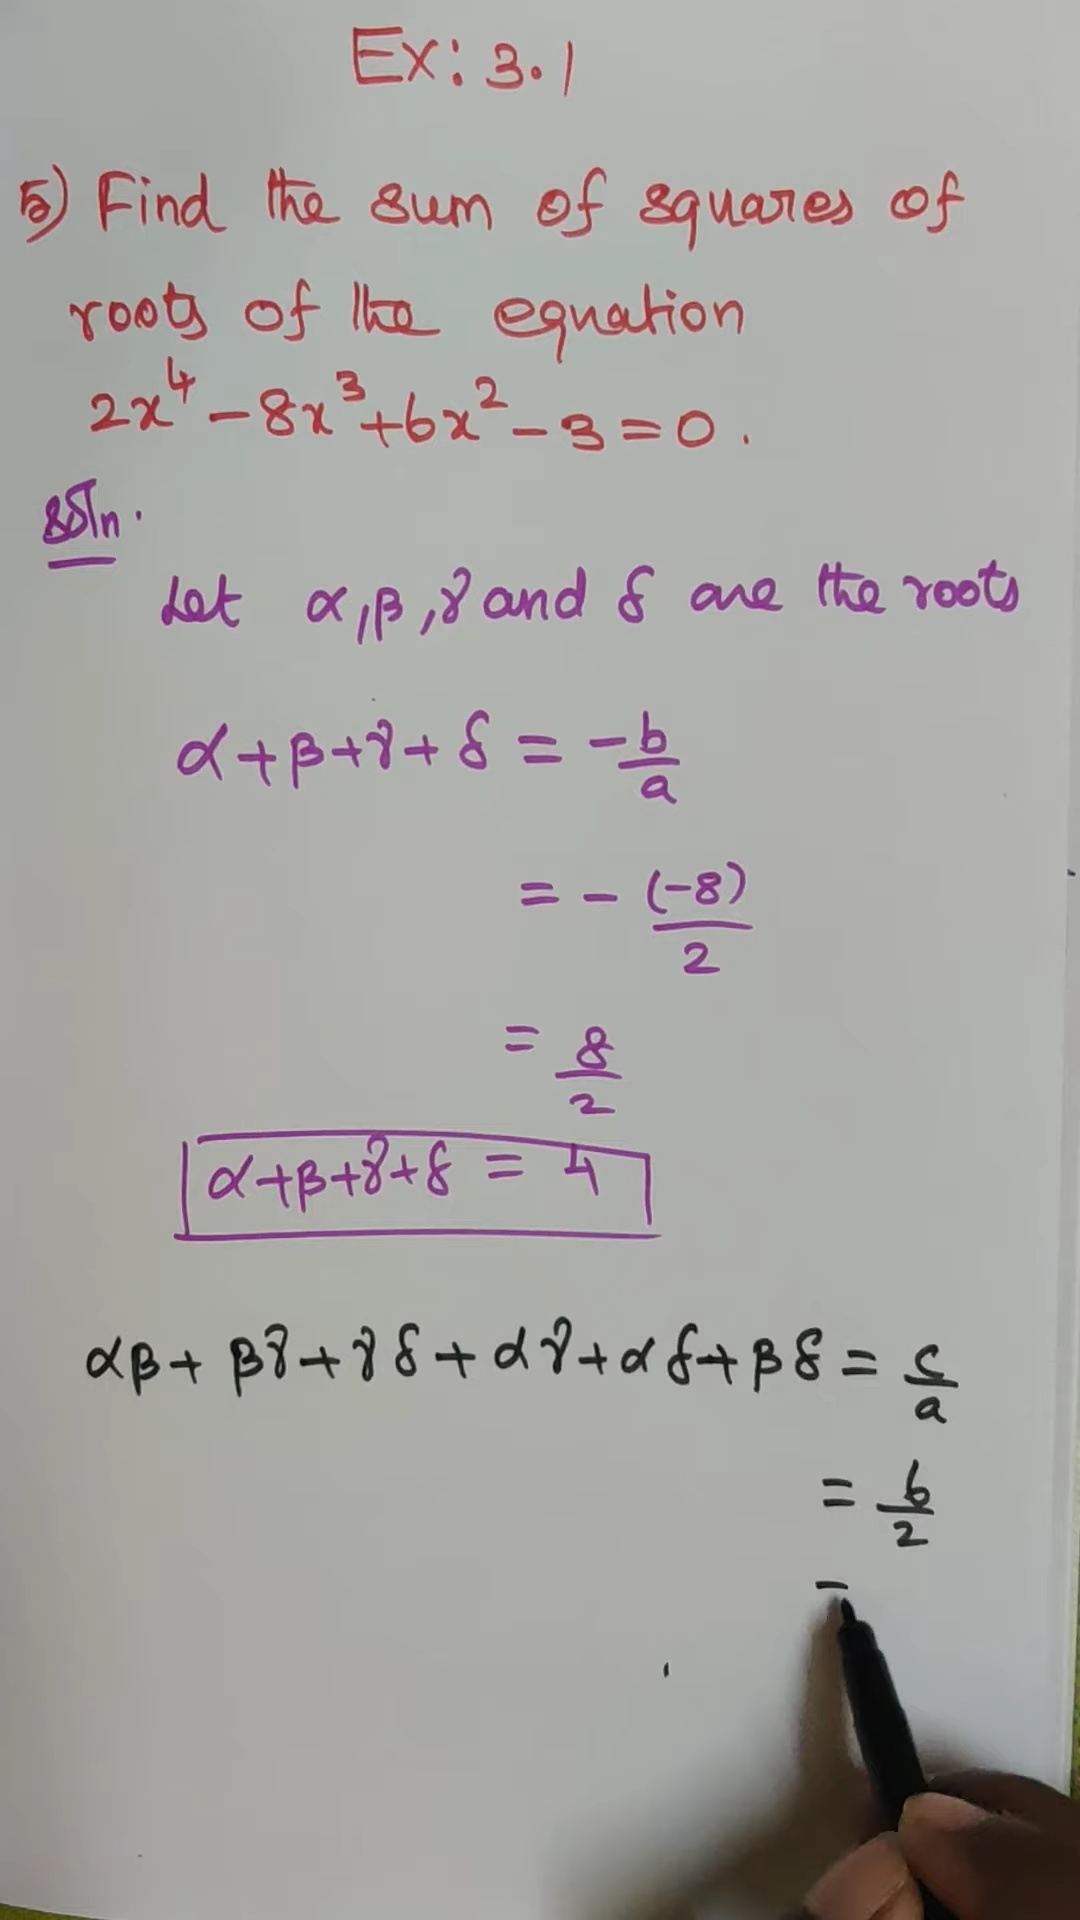 Ex: 3.1
5) Find the sum of squares of
roots of the equation
2x⁴ - 8x³ + 6x² - 3 = 0.
Soln.
Let α, β, γ and δ are the roots
α + β + γ + δ = -b/a
= - (-8)/2
= 8/2
α + β + γ + δ = 4
αβ + βγ + γδ + αγ + αδ + βδ = c/a
= 6/2